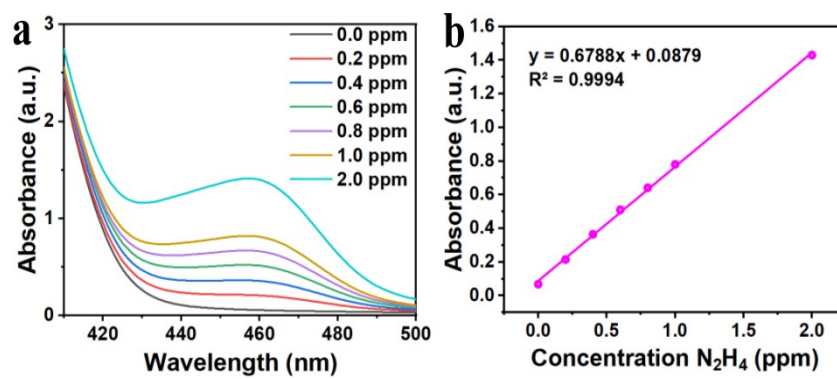 a
Absorbance (a.u.)
3
2
1
0
420
440
460
480
500
Wavelength (nm)
0.0 ppm
0.2 ppm
0.4 ppm
0.6 ppm
0.8 ppm
1.0 ppm
2.0 ppm
b
Absorbance (a.u.)
1.6
1.4
1.2
1.0
0.8
0.6
0.4
0.2
0.0
y = 0.6788x + 0.0879
R² = 0.9994
0.0
0.5
1.0
1.5
2.0
Concentration N₂H₄ (ppm)